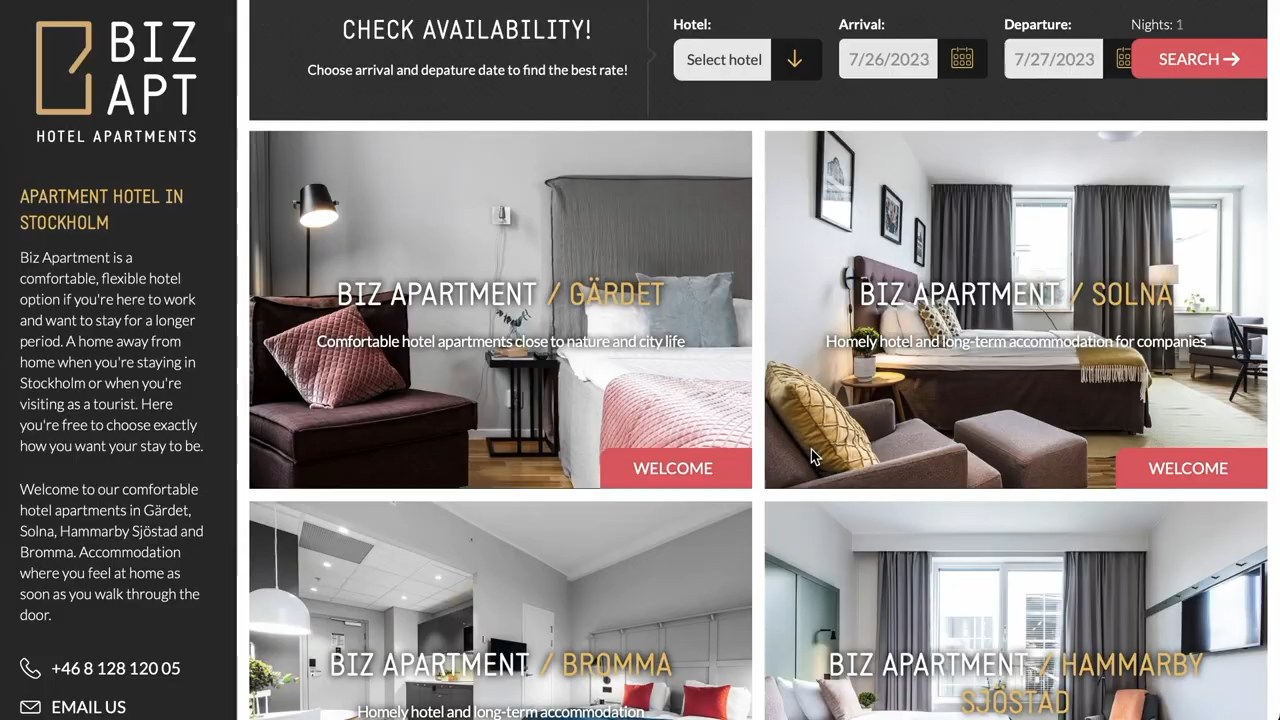 BIZ
APT
HOTEL APARTMENTS
APARTMENT HOTEL IN
STOCKHOLM
Biz Apartment is a
comfortable, flexible hotel
option if you're here to work
and want to stay for a longer
period. A home away from
home when you're staying in
Stockholm or when you're
visiting as a tourist. Here
you're free to choose exactly
how you want your stay to be.
Welcome to our comfortable
hotel apartments in Gärdet,
Solna, Hammarby Sjöstad and
Bromma. Accommodation
where you feel at home as
soon as you walk through the
door.
+46 8 128 120 05
EMAIL US
CHECK AVAILABILITY!
Choose arrival and depature date to find the best rate!
Hotel:
Select hotel
Arrival:
7/26/2023
Departure:
7/27/2023
Nights: 1
SEARCH
BIZ APARTMENT / GÄRDET
Comfortable hotel apartments close to nature and city life
WELCOME
BIZ APARTMENT / SOLNA
Homely hotel and long-term accommodation for companies
WELCOME
BIZ APARTMENT / BROMMA
Homely hotel and long-term accommodation
BIZ APARTMENT / HAMMARBY
SJÖSTAD